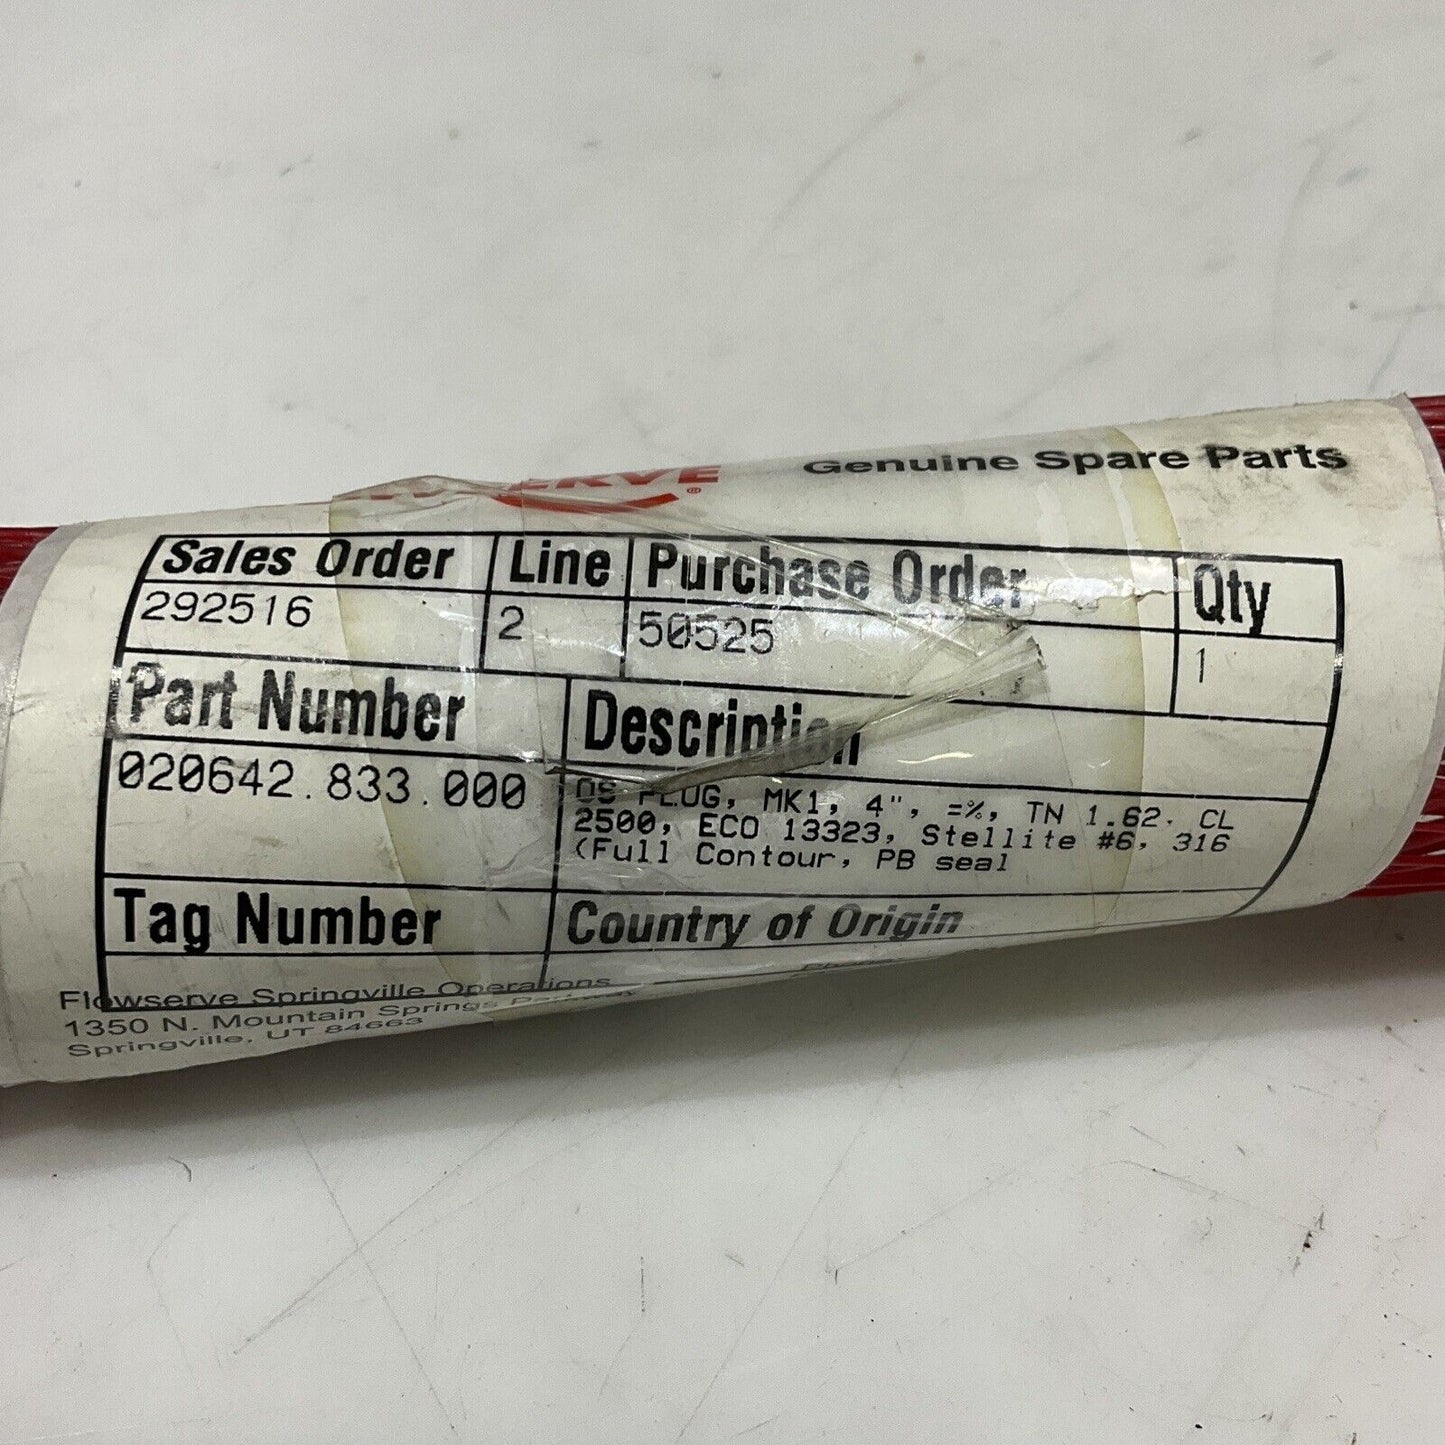 Genuine Spare Parts
Sales Order Line Purchase Order Qty
292516 2 50525 1
Part Number Description
020642.833.000 PLUG, MK1, 4", =%, TN 1.62, CL
2500, ECO 13323, Stellite #6, 316
(Full Contour, PB seal
Tag Number Country of Origin
Flowserve Springville Operations
1350 N. Mountain Springs Parkway
Springville, UT 84663